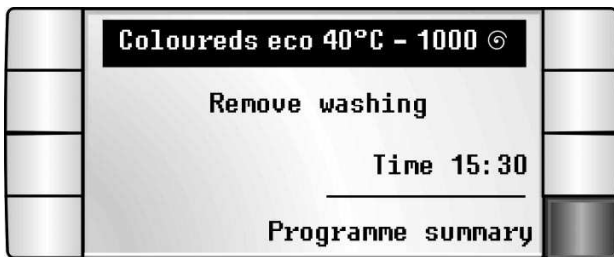 Coloureds eco 40°C – 1000
Remove washing
Time 15:30
Programme summary